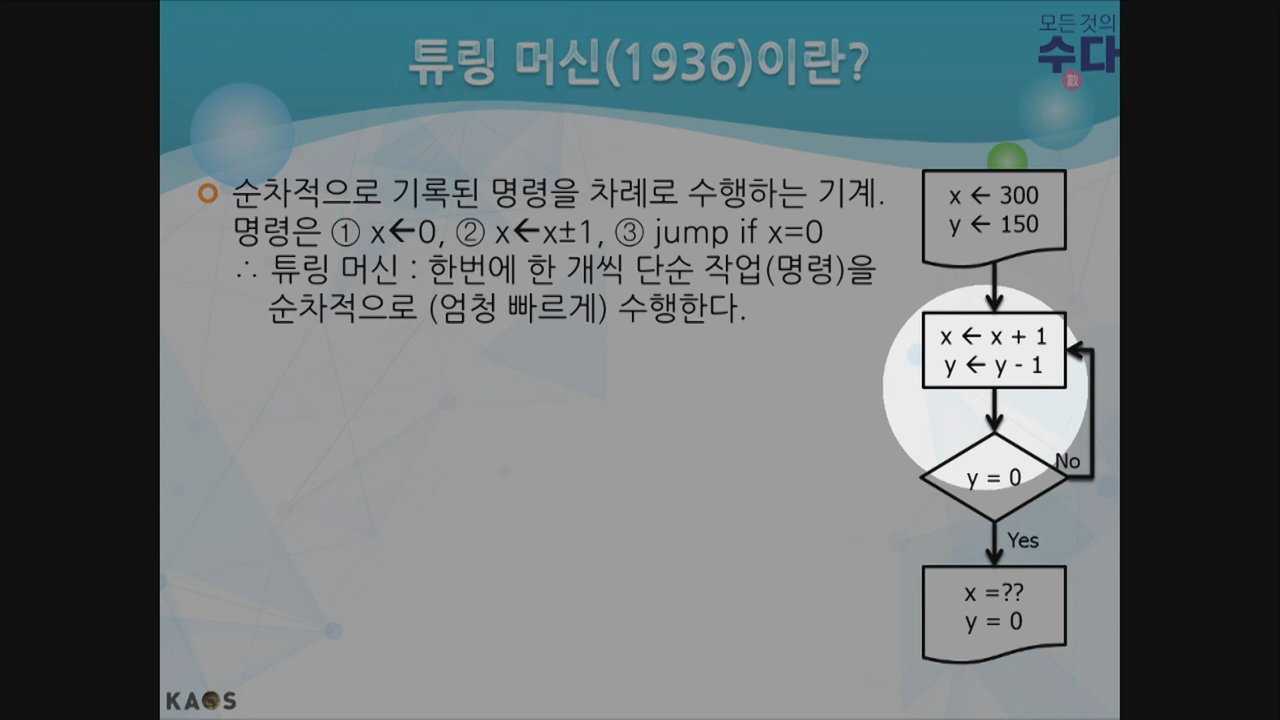 모든 것의
수다
數
튜링 머신(1936)이란?
순차적으로 기록된 명령을 차례로 수행하는 기계.
명령은 ① x←0, ② x←x±1, ③ jump if x=0
∴ 튜링 머신 : 한번에 한 개씩 단순 작업(명령)을
순차적으로 (엄청 빠르게) 수행한다.
x ← 300
y ← 150
x ← x + 1
y ← y - 1
No
y = 0
Yes
x =??
y = 0
KAOS